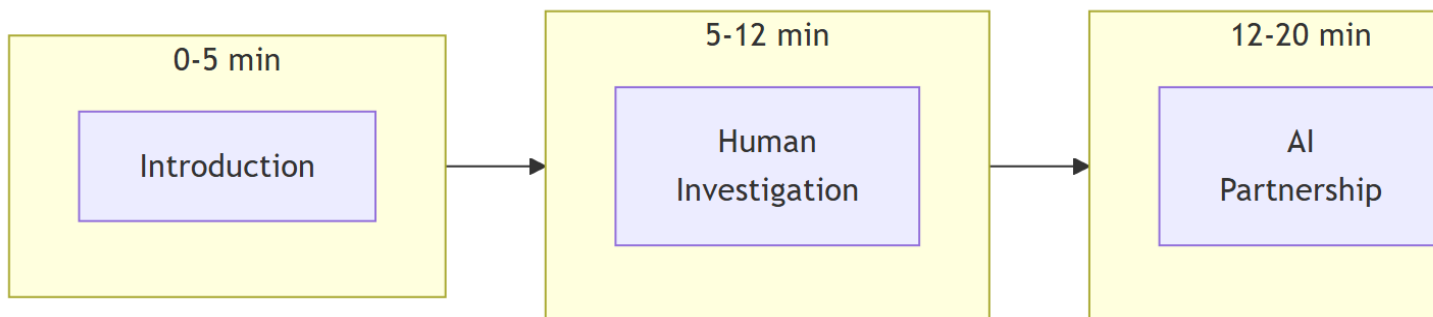 0-5 min
Introduction
5-12 min
Human
Investigation
12-20 min
AI
Partnership